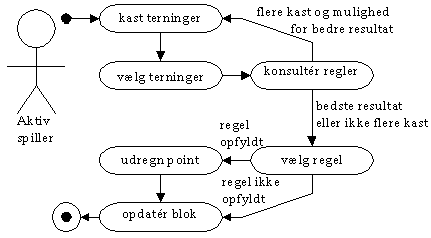 kast terninger
flere kast og mulighed
for bedre resultat
vælg terninger
konsultér regler
Aktiv
spiller
bedste resultat
eller ikke flere kast
regel
opfyldt
udregn point
vælg regel
regel ikke
opfyldt
opdatér blok